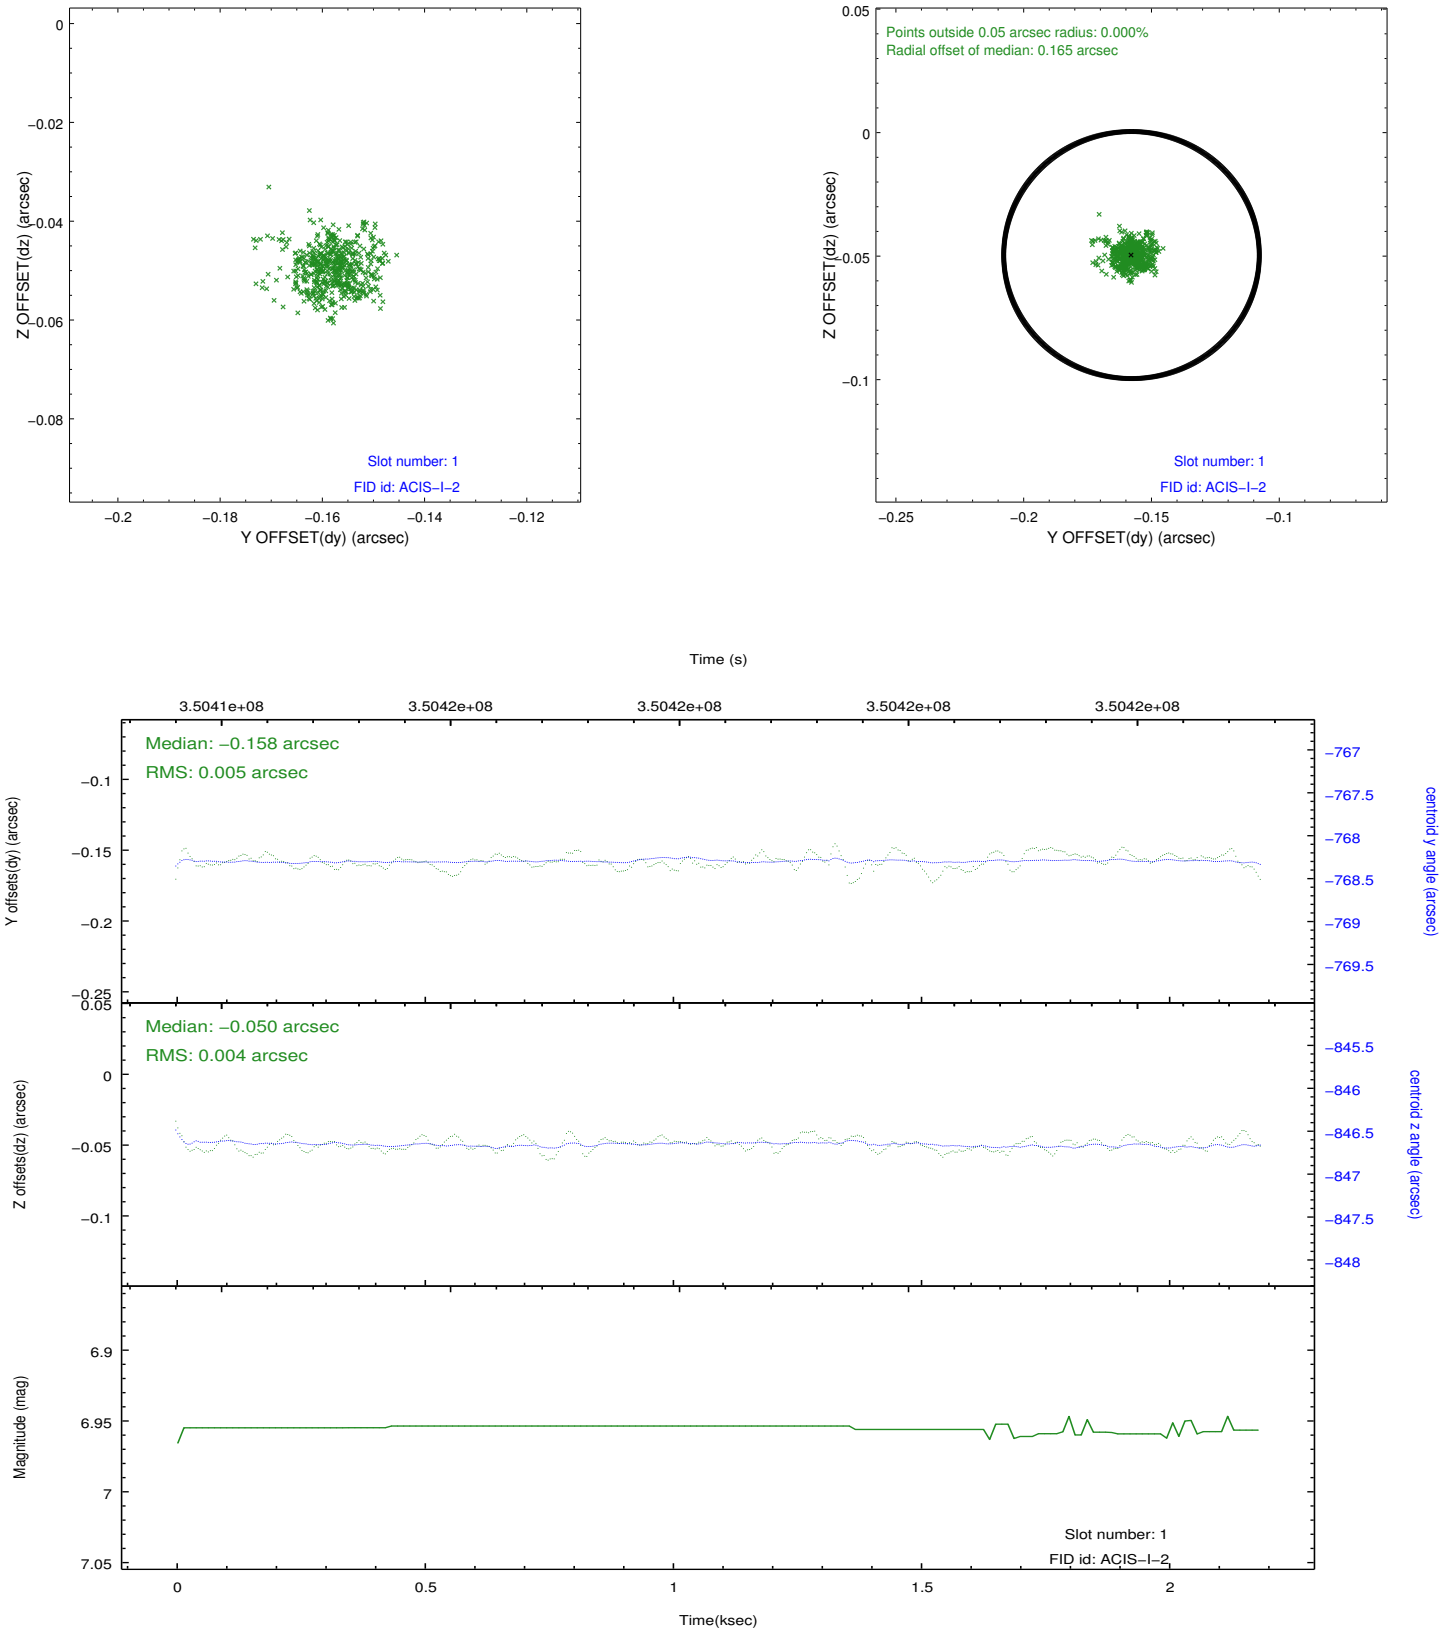 0
−0.02
−0.04
−0.06
−0.08
Z OFFSET(dz) (arcsec)
Slot number: 1
FID id: ACIS−I−2
−0.2
−0.18
−0.16
−0.14
−0.12
Y OFFSET(dy) (arcsec)
0.05
0
−0.05
−0.1
Z OFFSET(dz) (arcsec)
Points outside 0.05 arcsec radius: 0.000%
Radial offset of median: 0.165 arcsec
Slot number: 1
FID id: ACIS−I−2
−0.25
−0.2
−0.15
−0.1
Y OFFSET(dy) (arcsec)
Time (s)
3.5041e+08
3.5042e+08
3.5042e+08
3.5042e+08
3.5042e+08
Median: −0.158 arcsec
RMS: 0.005 arcsec
−0.1
−0.15
−0.2
−0.25
Y offsets(dy) (arcsec)
−767
−767.5
−768
−768.5
−769
−769.5
centroid y angle (arcsec)
Median: −0.050 arcsec
RMS: 0.004 arcsec
0.05
0
−0.05
−0.1
Z offsets(dz) (arcsec)
−845.5
−846
−846.5
−847
−847.5
−848
centroid z angle (arcsec)
6.9
6.95
7
7.05
Magnitude (mag)
Slot number: 1
FID id: ACIS−I−2
0
0.5
1
1.5
2
Time(ksec)